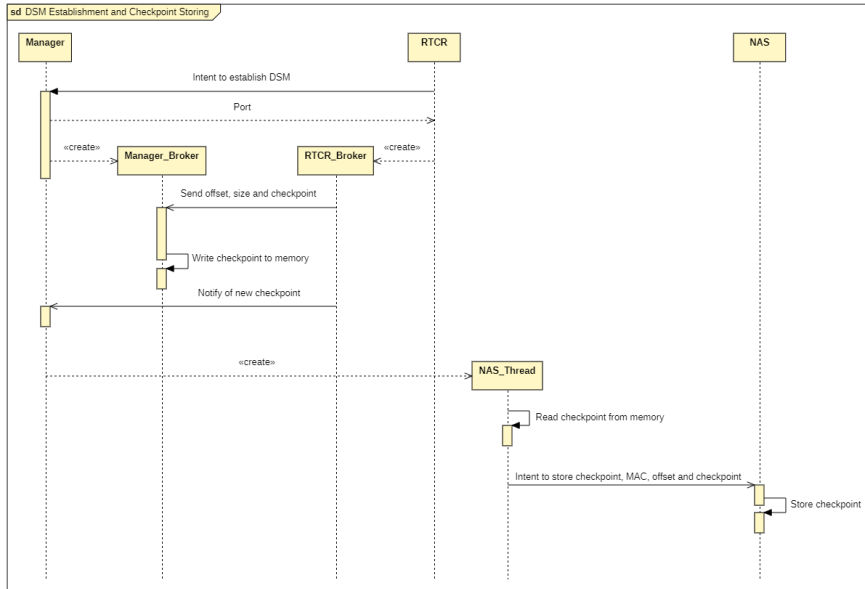 sd DSM Establishment and Checkpoint Storing
Manager
RTCR
NAS
Intent to establish DSM
Port
«create»
Manager_Broker
RTCR_Broker
«create»
Send offset, size and checkpoint
Write checkpoint to memory
Notify of new checkpoint
«create»
NAS_Thread
Read checkpoint from memory
Intent to store checkpoint, MAC, offset and checkpoint
Store checkpoint